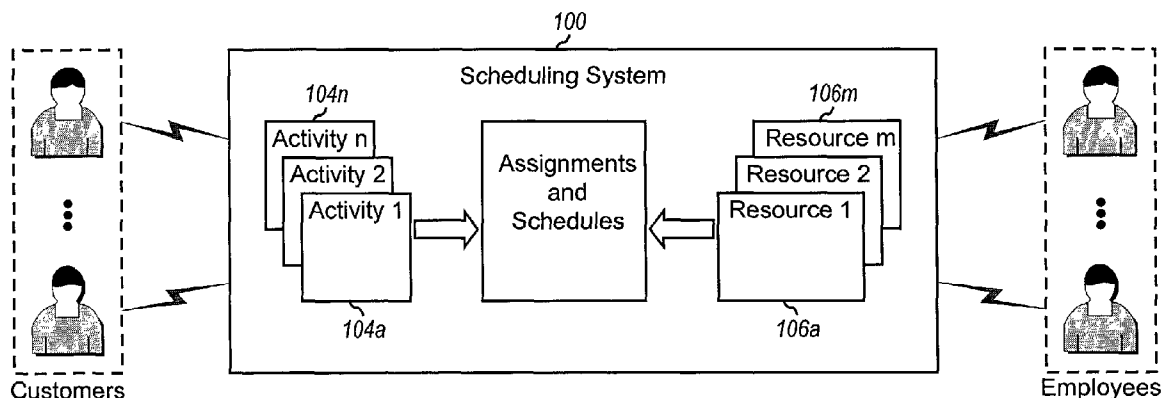 100
Scheduling System
104n
106m
Activity n
Activity 2
Activity 1
Assignments
and
Schedules
Resource m
Resource 2
Resource 1
104a
106a
Customers
Employees